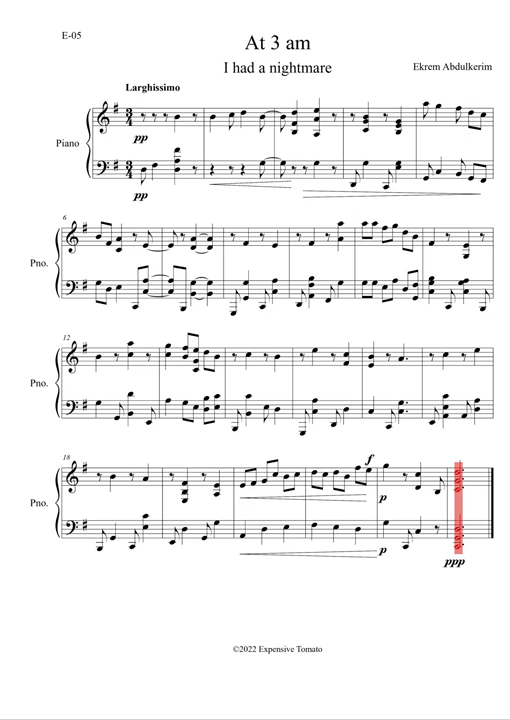 E-05
At 3 am
I had a nightmare
Ekrem Abdulkerim
Larghissimo
Piano
pp
pp
6
Pno.
12
Pno.
18
Pno.
f
p
p
ppp
©2022 Expensive Tomato